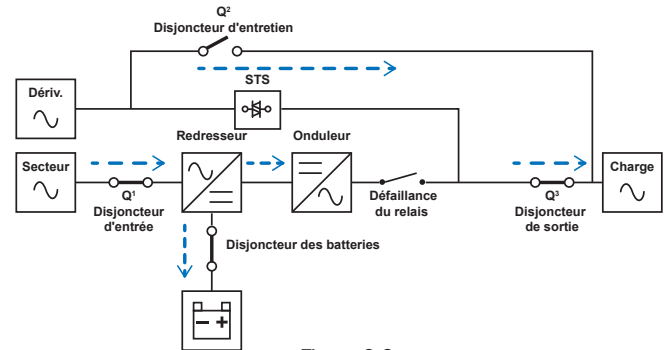 Q²
Disjoncteur d'entretien
Dériv.
STS
Redresseur
Onduleur
Secteur
Charge
Q¹
Disjoncteur
d'entrée
Défaillance
du relais
Q³
Disjoncteur
de sortie
Disjoncteur des batteries